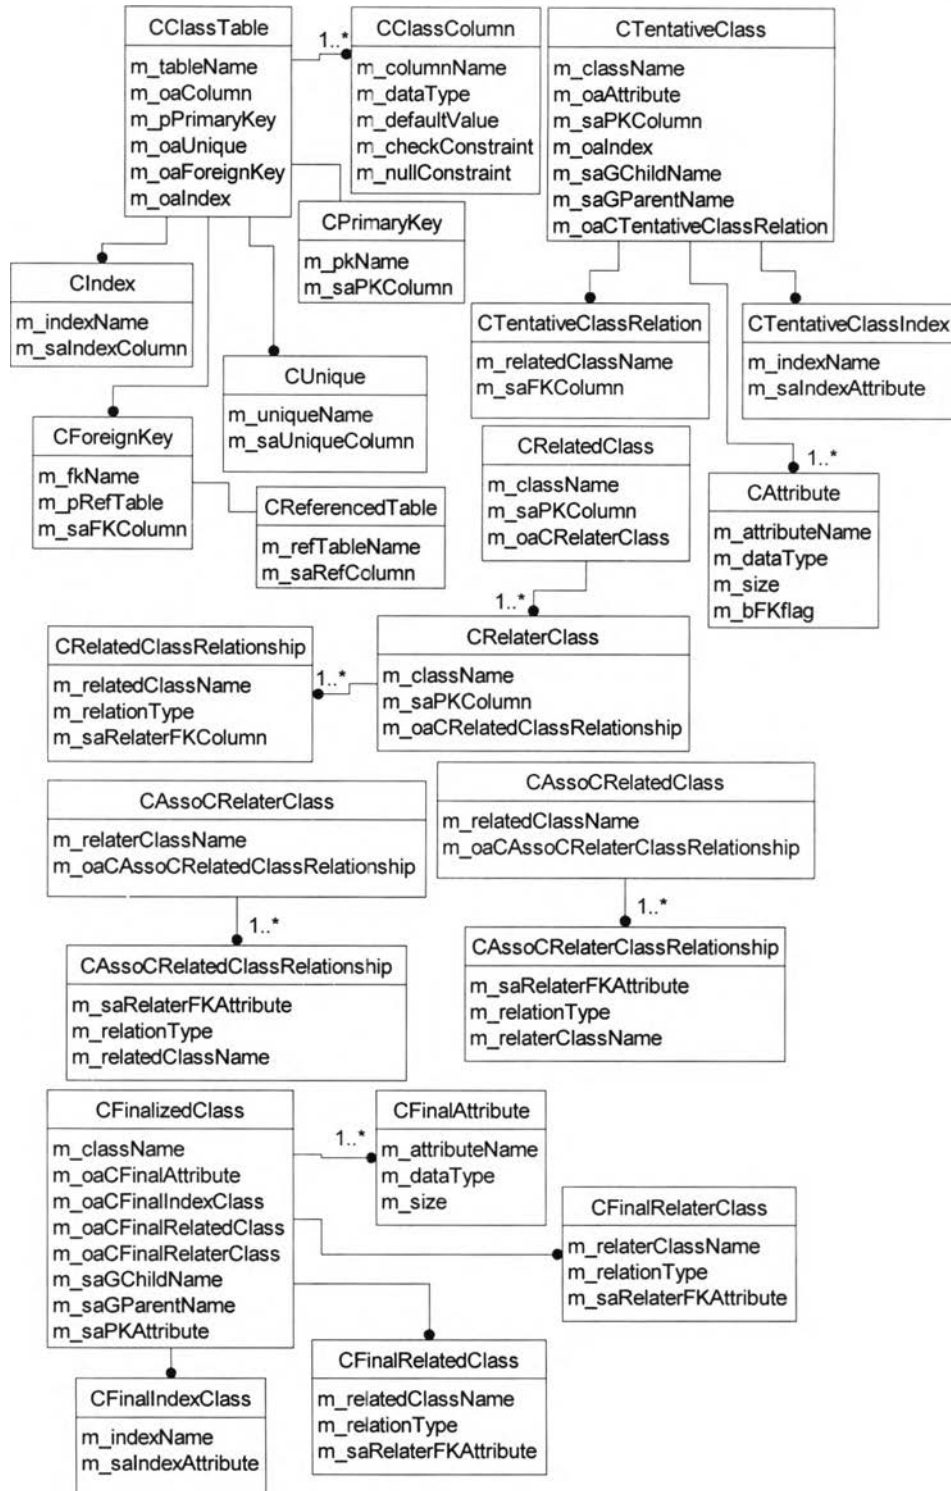 CClassTable
m_tableName
m_oaColumn
m_pPrimaryKey
m_oaUnique
m_oaForeignKey
m_oaIndex
1..*
CClassColumn
m_columnName
m_dataType
m_defaultValue
m_checkConstraint
m_nullConstraint
CTentativeClass
m_className
m_oaAttribute
m_saPKColumn
m_oaIndex
m_saGChildName
m_saGParentName
m_oaCTentativeClassRelation
CPrimaryKey
m_pkName
m_saPKColumn
CIndex
m_indexName
m_saIndexColumn
CTentativeClassRelation
m_relatedClassName
m_saFKColumn
CTentativeClassIndex
m_indexName
m_saIndexAttribute
CUnique
m_uniqueName
m_saUniqueColumn
CForeignKey
m_fkName
m_pRefTable
m_saFKColumn
CRelatedClass
m_className
m_saPKColumn
m_oaCRelaterClass
1..*
CAttribute
m_attributeName
m_dataType
m_size
m_bFKflag
CReferencedTable
m_refTableName
m_saRefColumn
1..*
CRelaterClass
m_className
m_saPKColumn
m_oaCRelatedClassRelationship
CRelatedClassRelationship
m_relatedClassName
m_relationType
m_saRelaterFKColumn
1..*
CAssoCRelaterClass
m_relaterClassName
m_oaCAssoCRelatedClassRelationship
CAssoCRelatedClass
m_relatedClassName
m_oaCAssoCRelaterClassRelationship
1..*
1..*
CAssoCRelatedClassRelationship
m_saRelaterFKAttribute
m_relationType
m_relatedClassName
CAssoCRelaterClassRelationship
m_saRelaterFKAttribute
m_relationType
m_relaterClassName
CFinalizedClass
m_className
m_oaCFinalAttribute
m_oaCFinalIndexClass
m_oaCFinalRelatedClass
m_oaCFinalRelaterClass
m_saGChildName
m_saGParentName
m_saPKAttribute
1..*
CFinalAttribute
m_attributeName
m_dataType
m_size
CFinalRelaterClass
m_relaterClassName
m_relationType
m_saRelaterFKAttribute
CFinalRelatedClass
m_relatedClassName
m_relationType
m_saRelaterFKAttribute
CFinalIndexClass
m_indexName
m_saIndexAttribute